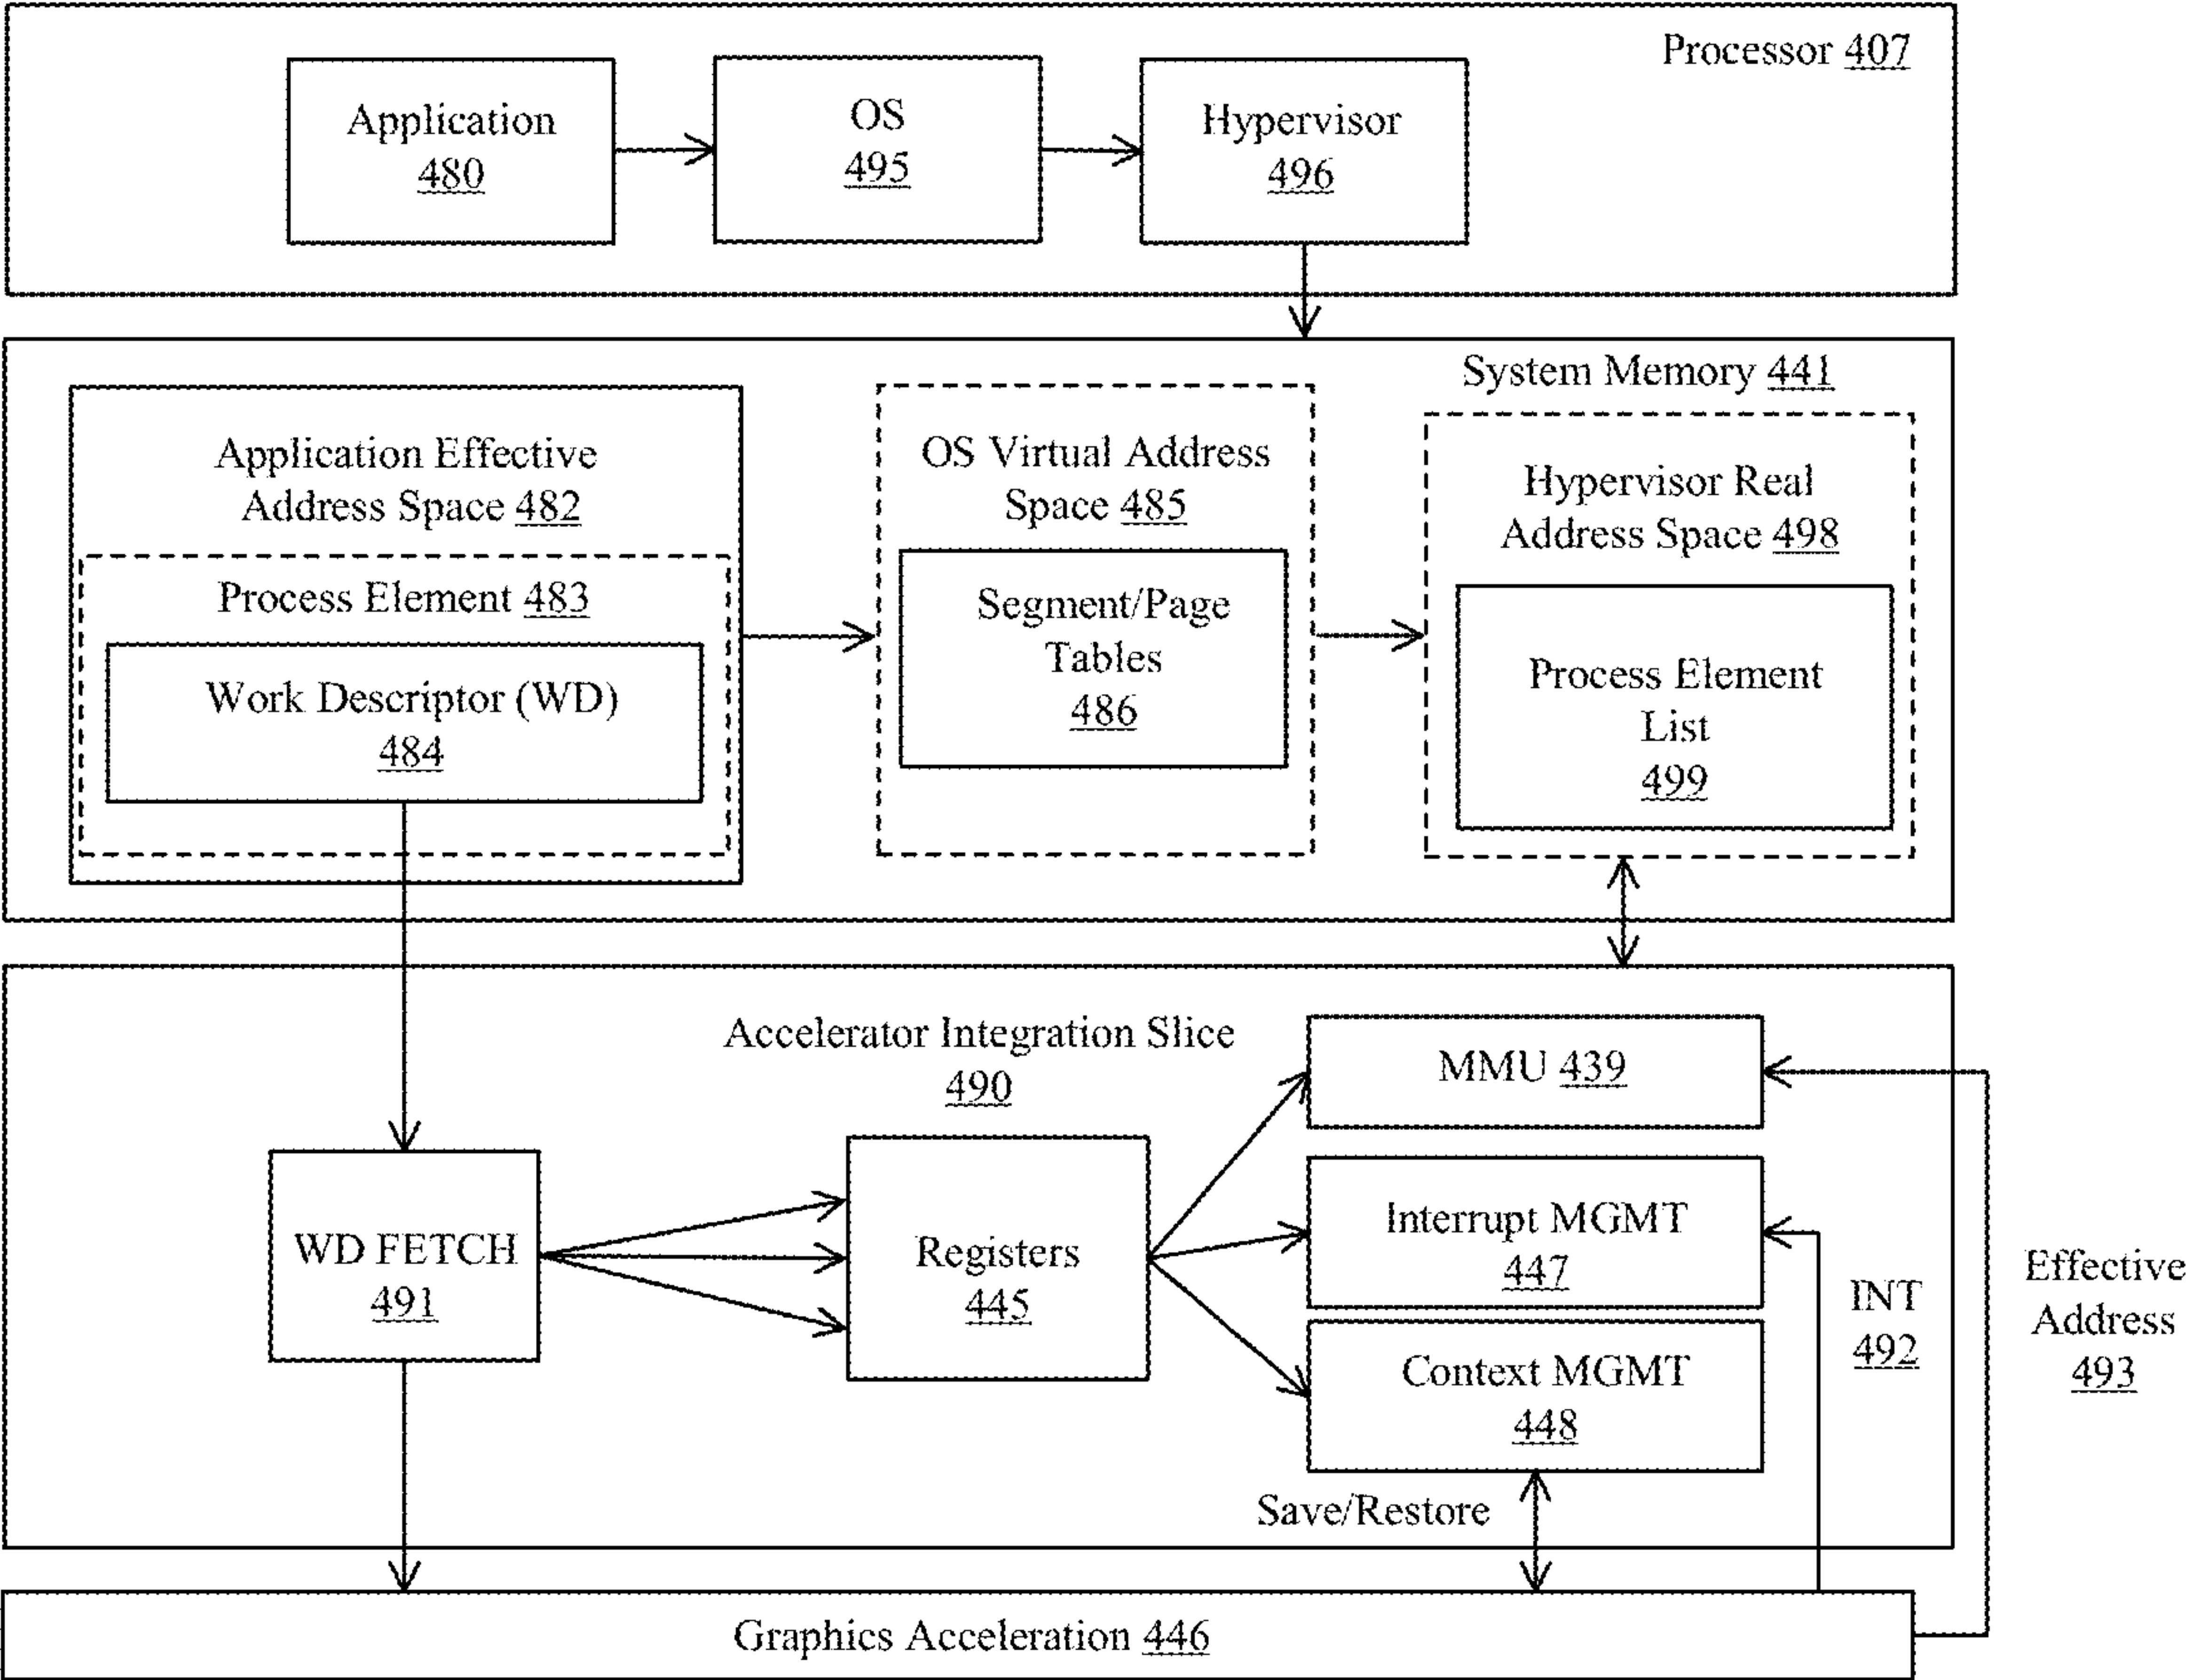 Processor 407
Application
480
OS
495
Hypervisor
496
System Memory 441
Application Effective
Address Space 482
Process Element 483
Work Descriptor (WD)
484
OS Virtual Address
Space 485
Segment/Page
Tables
486
Hypervisor Real
Address Space 498
Process Element
List
499
Accelerator Integration Slice
490
WD FETCH
491
Registers
445
MMU 439
Interrupt MGMT
447
Context MGMT
448
Save/Restore
INT
492
Effective
Address
493
Graphics Acceleration 446